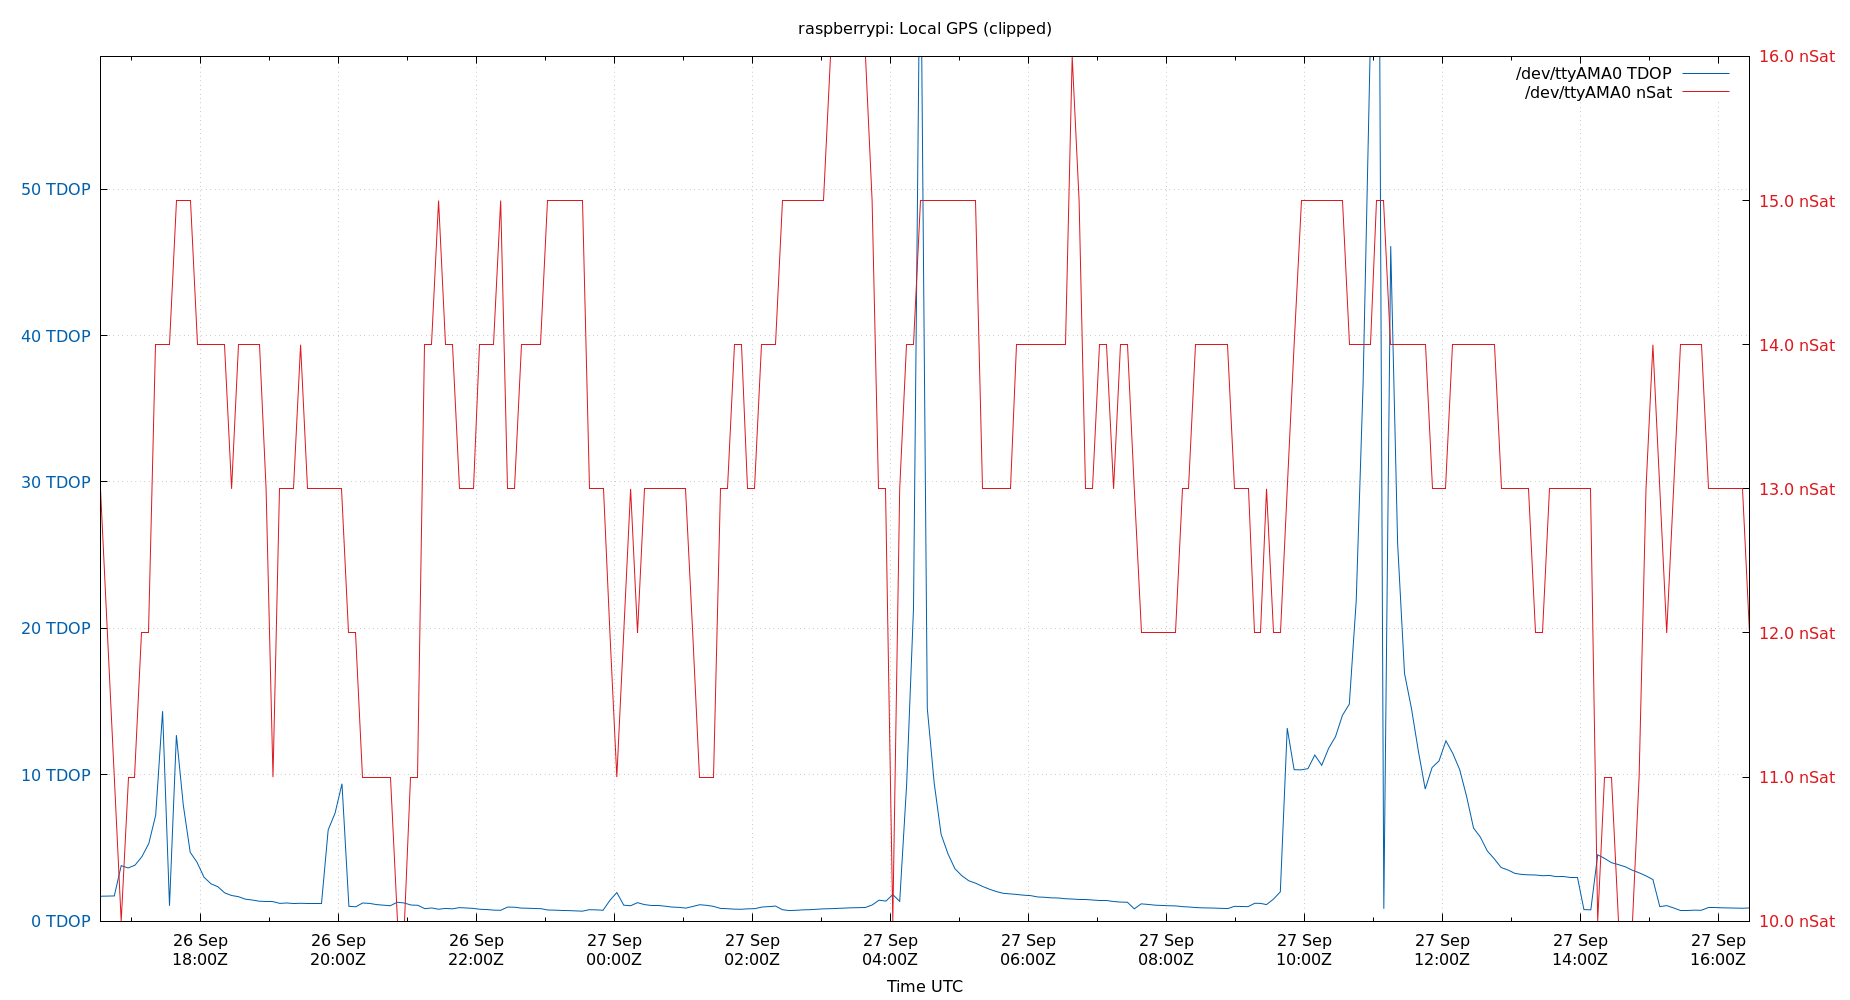 raspberrypi: Local GPS (clipped)
16.0 nSat
/dev/ttyAMA0 TDOP
/dev/ttyAMA0 nSat
50 TDOP
15.0 nSat
40 TDOP
14.0 nSat
30 TDOP
13.0 nSat
20 TDOP
12.0 nSat
10 TDOP
11.0 nSat
0 TDOP
10.0 nSat
26 Sep
18:00Z
26 Sep
20:00Z
26 Sep
22:00Z
27 Sep
00:00Z
27 Sep
02:00Z
27 Sep
04:00Z
27 Sep
06:00Z
27 Sep
08:00Z
27 Sep
10:00Z
27 Sep
12:00Z
27 Sep
14:00Z
27 Sep
16:00Z
Time UTC